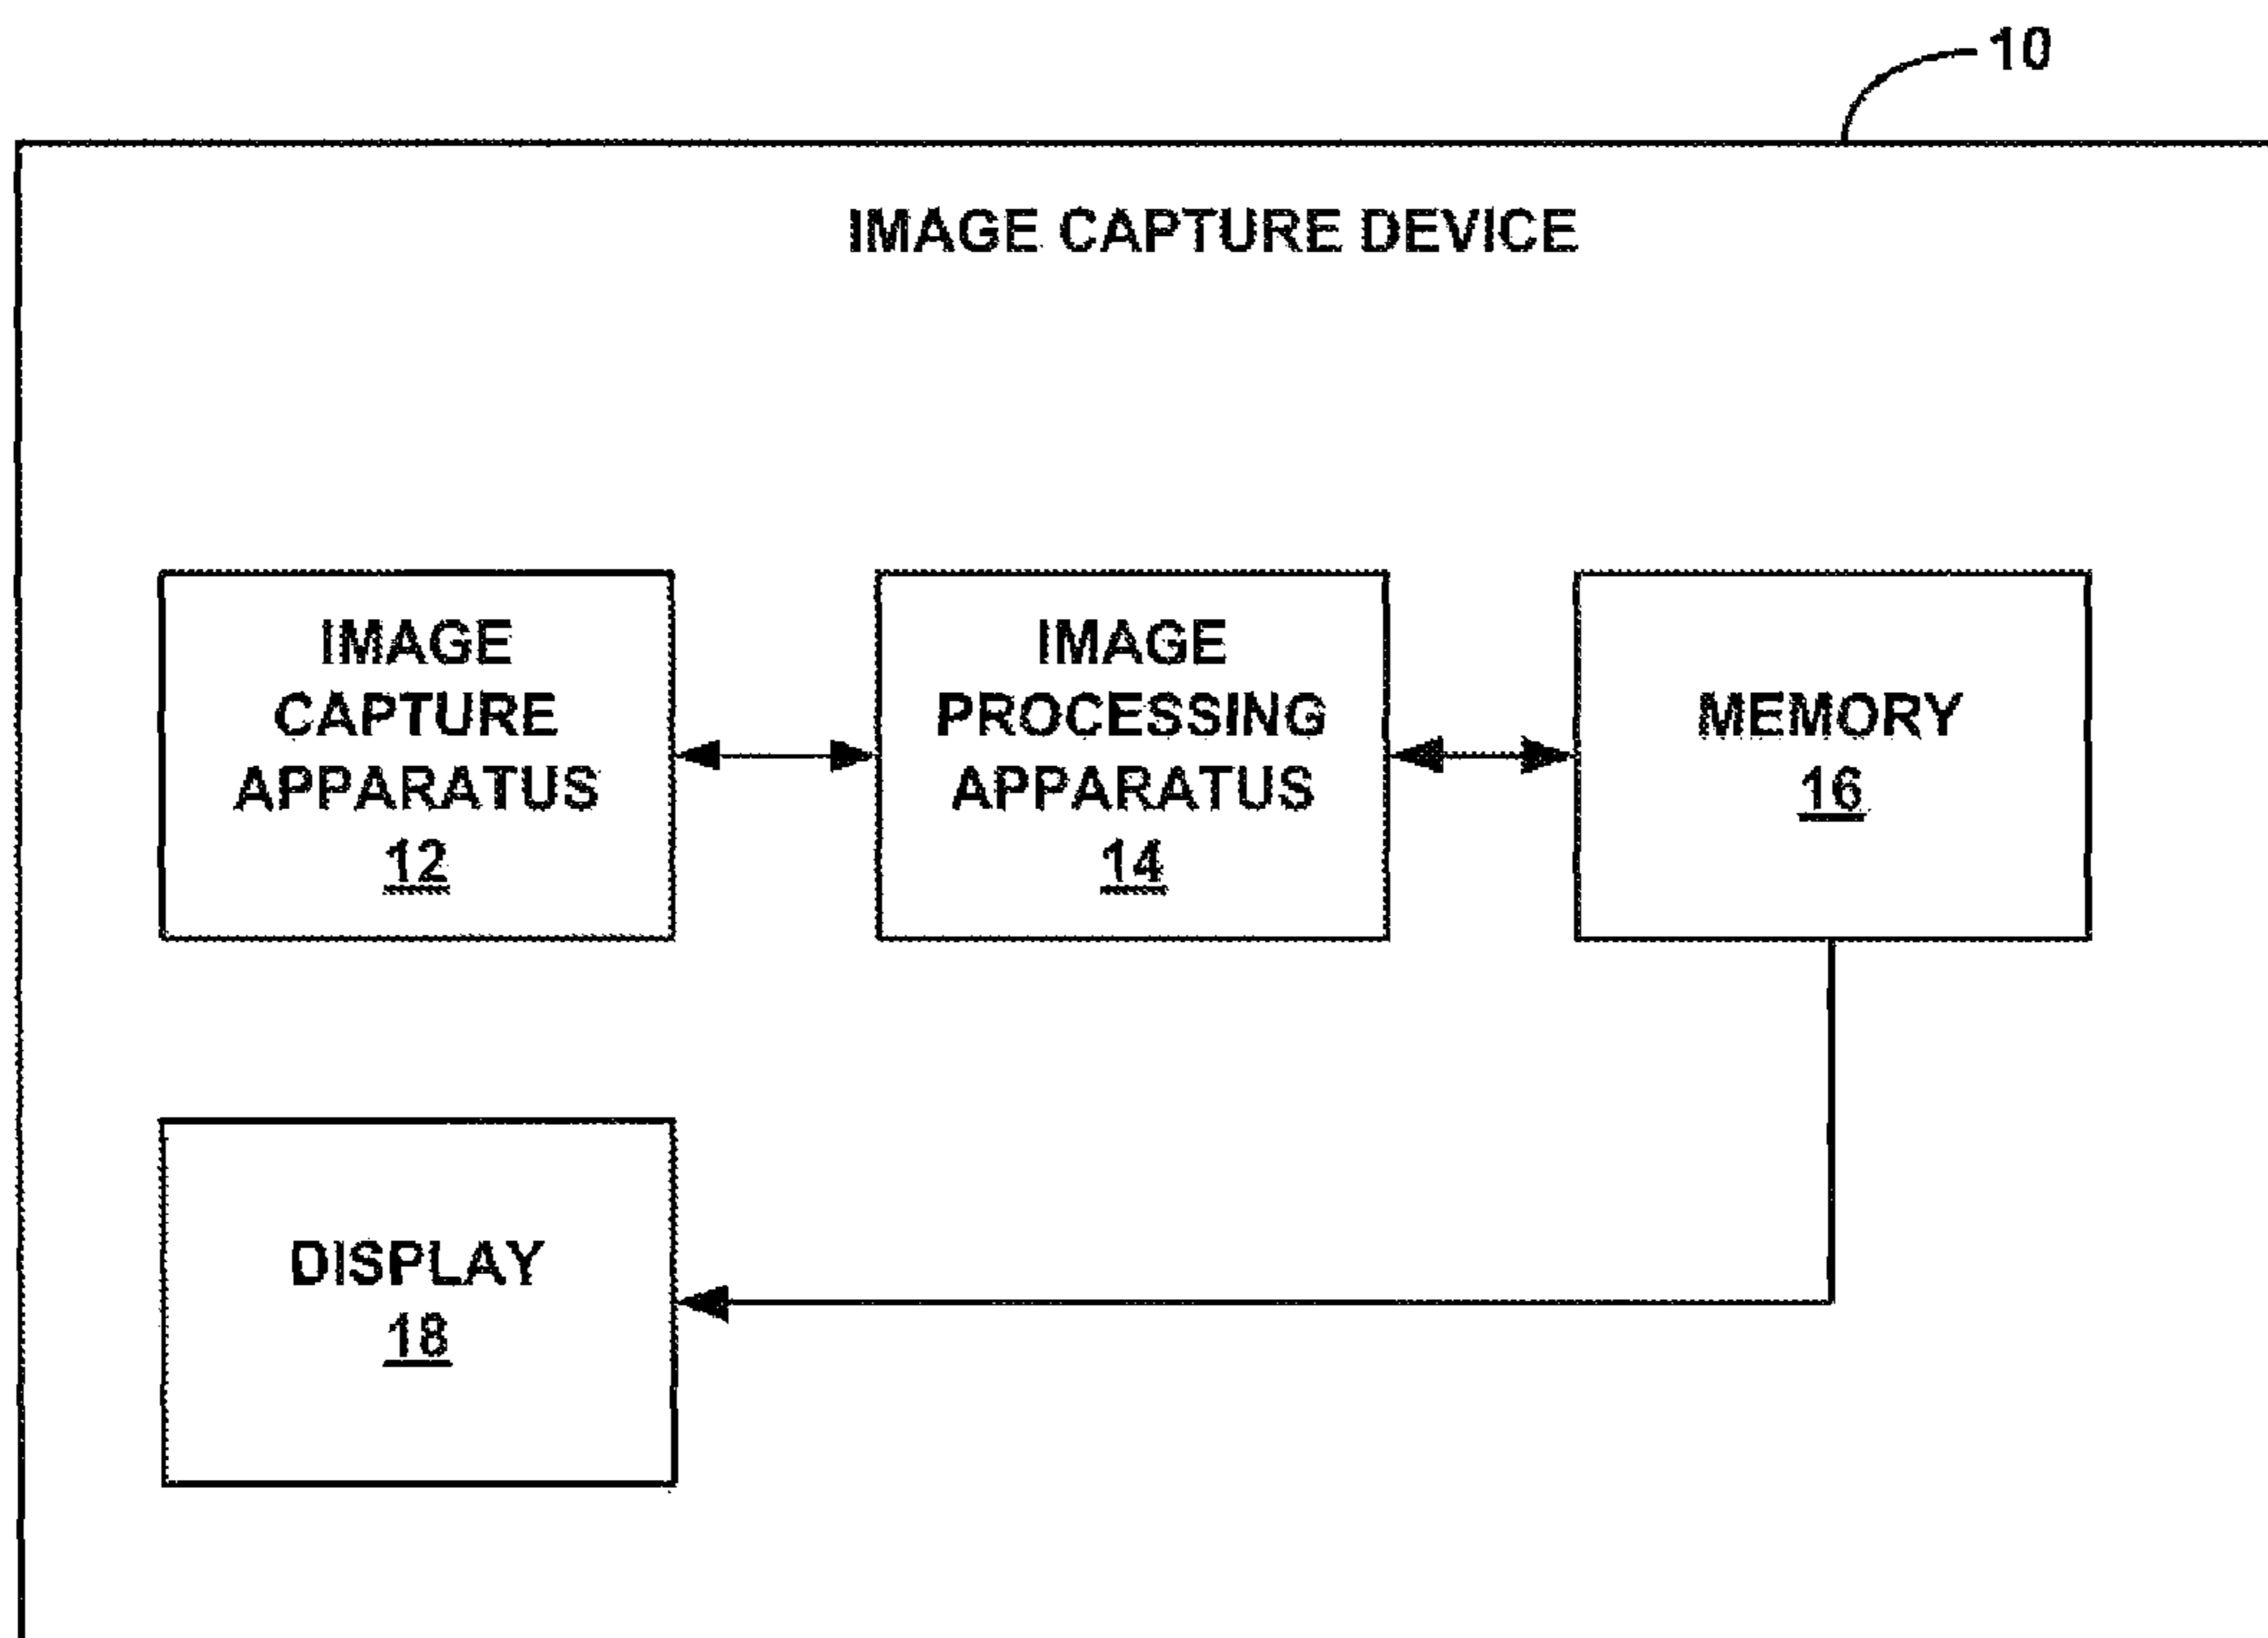 10
IMAGE CAPTURE DEVICE
IMAGE
CAPTURE
APPARATUS
12
IMAGE
PROCESSING
APPARATUS
14
MEMORY
16
DISPLAY
18